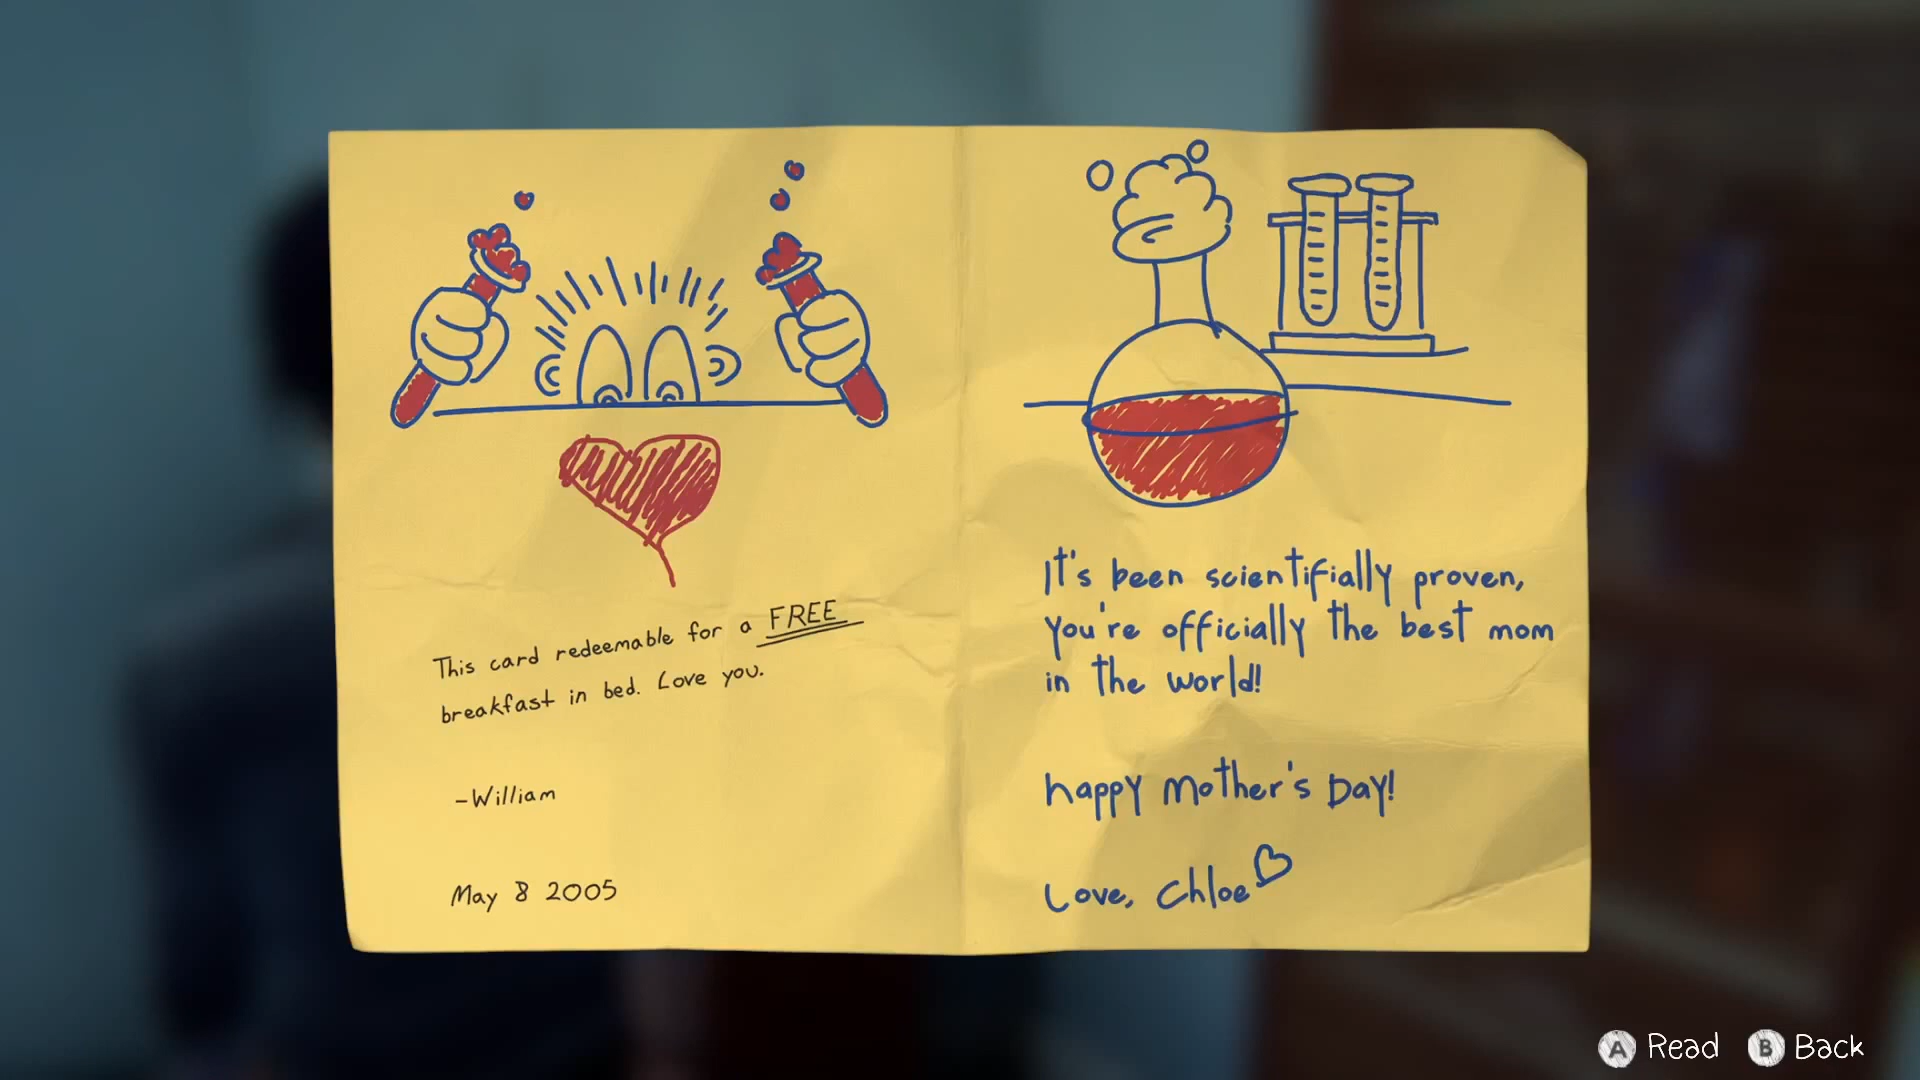 This card redeemable for a FREE
breakfast in bed. Love you.
-William
May 8 2005
It's been scientifially proven,
you're officially the best mom
in the world!
happy Mother's Day!
Love, Chloe
A Read B Back